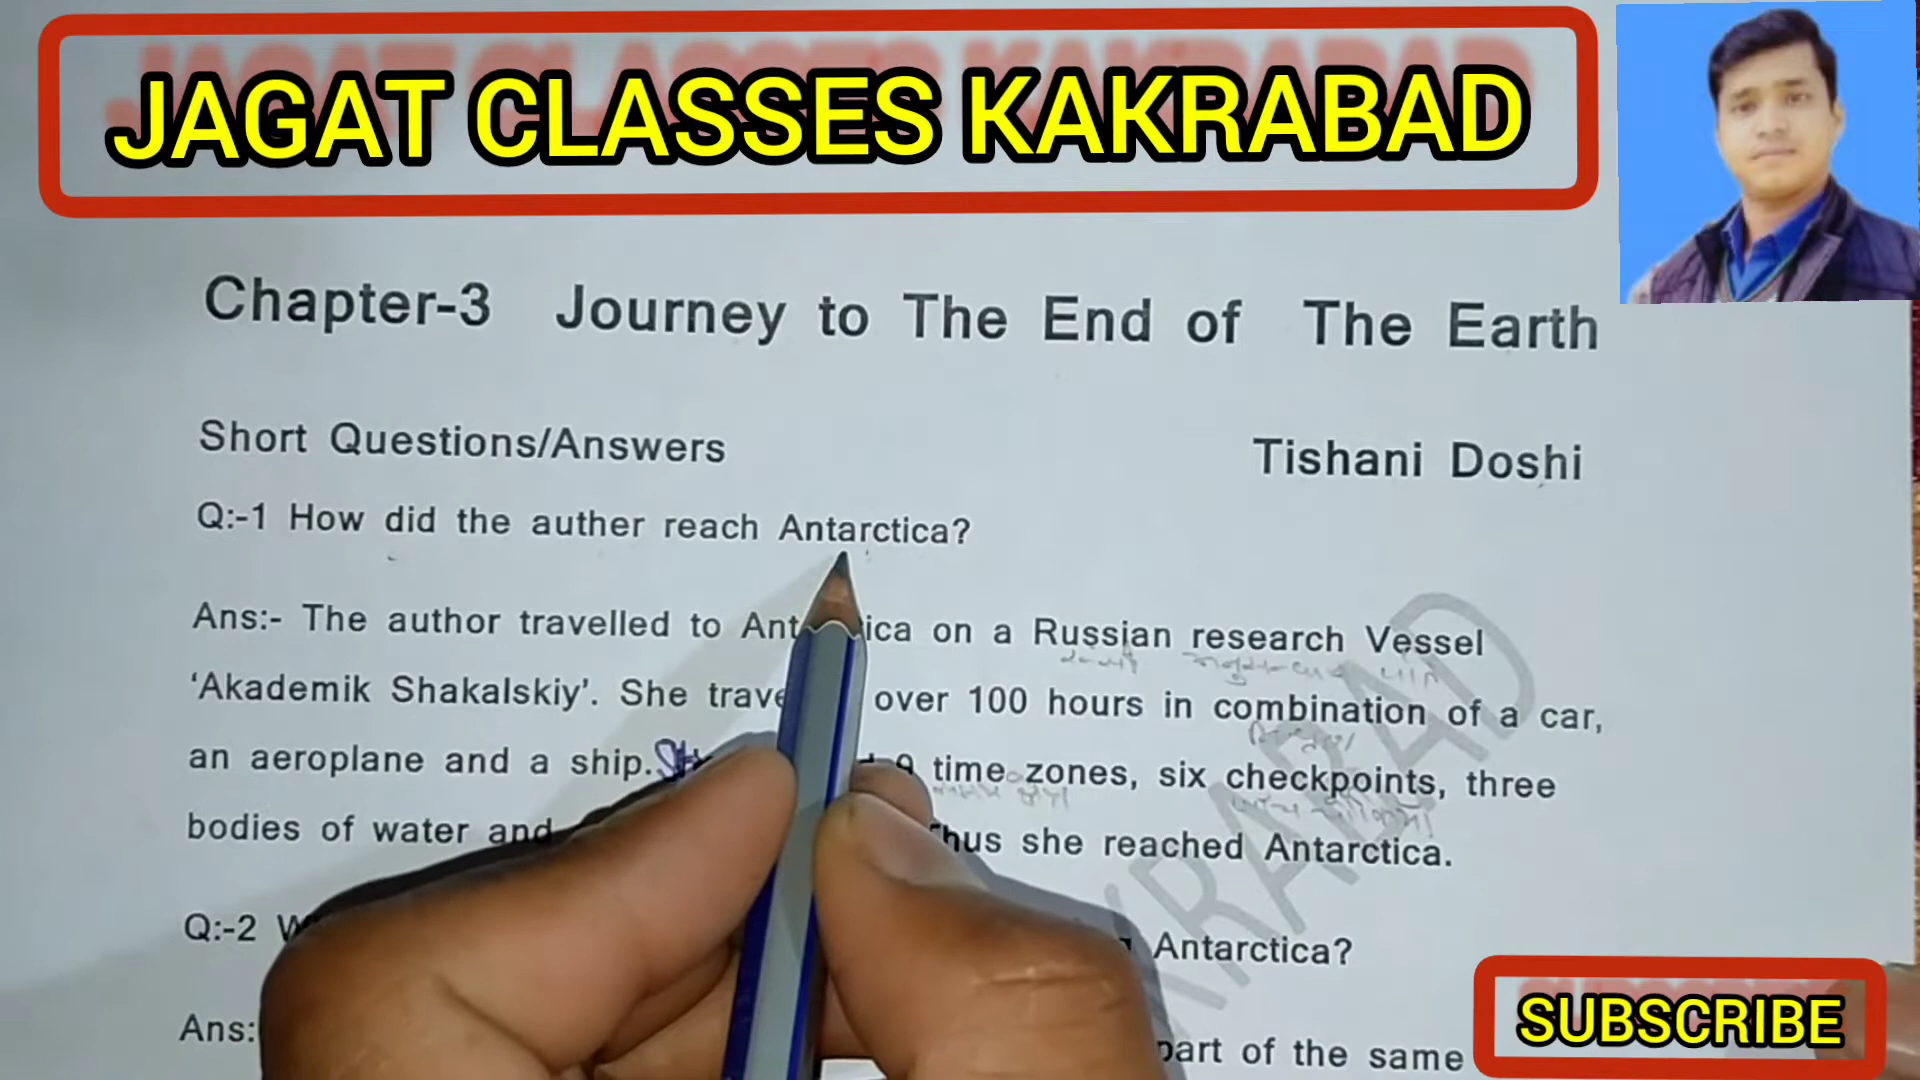 JAGAT CLASSES KAKRABAD
Chapter-3 Journey to The End of The Earth
Short Questions/Answers
Tishani Doshi
Q:-1 How did the auther reach Antarctica?
Ans:- The author travelled to Ant ica on a Russian research Vessel
‘Akademik Shakalskiy’. She trave over 100 hours in combination of a car,
an aeroplane and a ship. 9 time zones, six checkpoints, three
bodies of water and hus she reached Antarctica.
Q:-2 Antarctica?
Ans: part of the same
KRABAD
SUBSCRIBE